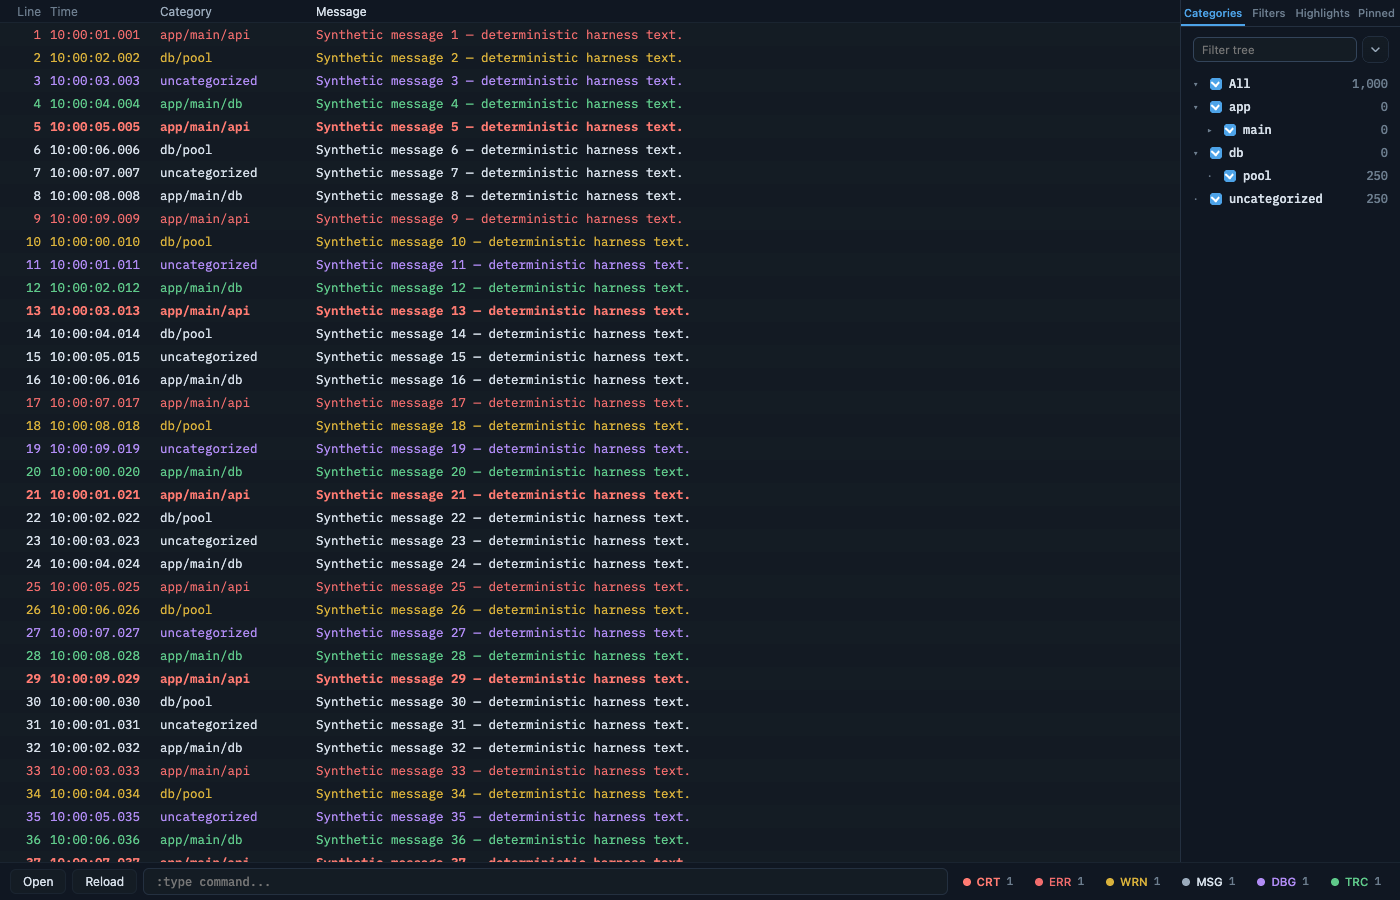 Line Time Category Message
1 10:00:01.001 app/main/api Synthetic message 1 — deterministic harness text.
2 10:00:02.002 db/pool Synthetic message 2 — deterministic harness text.
3 10:00:03.003 uncategorized Synthetic message 3 — deterministic harness text.
4 10:00:04.004 app/main/db Synthetic message 4 — deterministic harness text.
5 10:00:05.005 app/main/api Synthetic message 5 — deterministic harness text.
6 10:00:06.006 db/pool Synthetic message 6 — deterministic harness text.
7 10:00:07.007 uncategorized Synthetic message 7 — deterministic harness text.
8 10:00:08.008 app/main/db Synthetic message 8 — deterministic harness text.
9 10:00:09.009 app/main/api Synthetic message 9 — deterministic harness text.
10 10:00:00.010 db/pool Synthetic message 10 — deterministic harness text.
11 10:00:01.011 uncategorized Synthetic message 11 — deterministic harness text.
12 10:00:02.012 app/main/db Synthetic message 12 — deterministic harness text.
13 10:00:03.013 app/main/api Synthetic message 13 — deterministic harness text.
14 10:00:04.014 db/pool Synthetic message 14 — deterministic harness text.
15 10:00:05.015 uncategorized Synthetic message 15 — deterministic harness text.
16 10:00:06.016 app/main/db Synthetic message 16 — deterministic harness text.
17 10:00:07.017 app/main/api Synthetic message 17 — deterministic harness text.
18 10:00:08.018 db/pool Synthetic message 18 — deterministic harness text.
19 10:00:09.019 uncategorized Synthetic message 19 — deterministic harness text.
20 10:00:00.020 app/main/db Synthetic message 20 — deterministic harness text.
21 10:00:01.021 app/main/api Synthetic message 21 — deterministic harness text.
22 10:00:02.022 db/pool Synthetic message 22 — deterministic harness text.
23 10:00:03.023 uncategorized Synthetic message 23 — deterministic harness text.
24 10:00:04.024 app/main/db Synthetic message 24 — deterministic harness text.
25 10:00:05.025 app/main/api Synthetic message 25 — deterministic harness text.
26 10:00:06.026 db/pool Synthetic message 26 — deterministic harness text.
27 10:00:07.027 uncategorized Synthetic message 27 — deterministic harness text.
28 10:00:08.028 app/main/db Synthetic message 28 — deterministic harness text.
29 10:00:09.029 app/main/api Synthetic message 29 — deterministic harness text.
30 10:00:00.030 db/pool Synthetic message 30 — deterministic harness text.
31 10:00:01.031 uncategorized Synthetic message 31 — deterministic harness text.
32 10:00:02.032 app/main/db Synthetic message 32 — deterministic harness text.
33 10:00:03.033 app/main/api Synthetic message 33 — deterministic harness text.
34 10:00:04.034 db/pool Synthetic message 34 — deterministic harness text.
35 10:00:05.035 uncategorized Synthetic message 35 — deterministic harness text.
36 10:00:06.036 app/main/db Synthetic message 36 — deterministic harness text.
37 10:00:07.037 app/main/api Synthetic message 37 — deterministic harness text.
Categories Filters Highlights Pinned
Filter tree
All 1,000
app 0
main 0
db 0
pool 250
uncategorized 250
Open Reload :type command... CRT 1 ERR 1 WRN 1 MSG 1 DBG 1 TRC 1